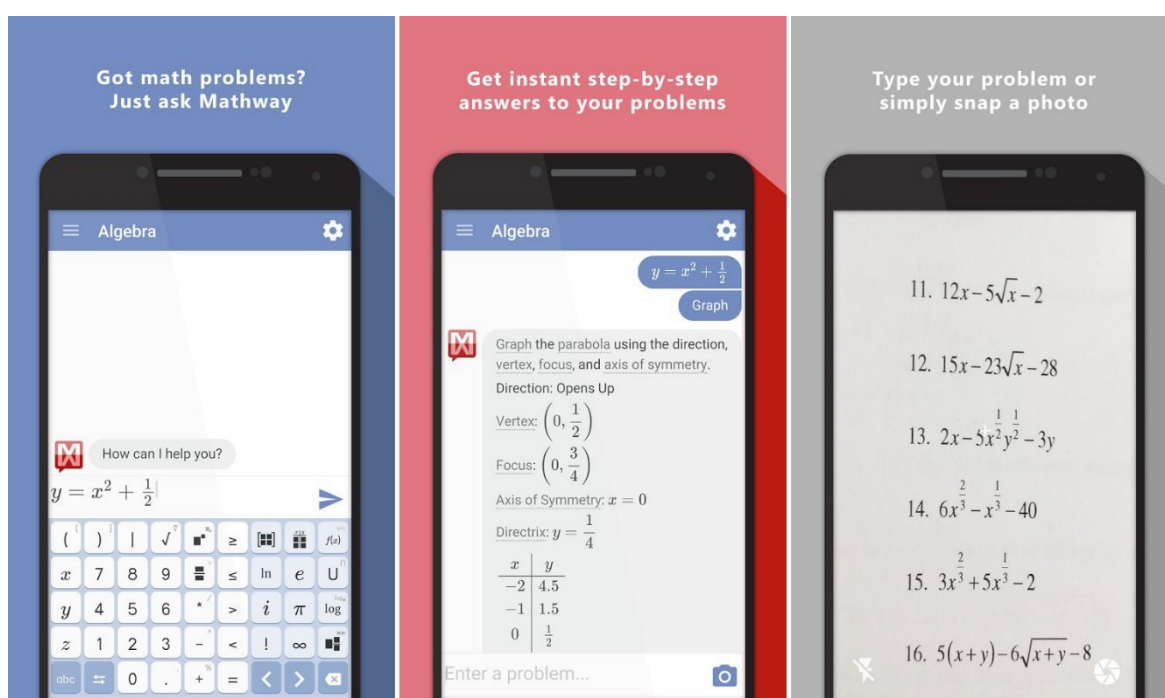 Got math problems?
Just ask Mathway
Algebra
How can I help you?
y = x² + 1/2
( ) | √ ≥ f(x)
x 7 8 9 ≤ ln e U
y 4 5 6 * > i π log
z 1 2 3 − < ! ∞
abc 0 . + % =
Get instant step-by-step
answers to your problems
Algebra
y = x² + 1/2
Graph
Graph the parabola using the direction,
vertex, focus, and axis of symmetry.
Direction: Opens Up
Vertex: (0, 1/2)
Focus: (0, 3/4)
Axis of Symmetry: x = 0
Directrix: y = 1/4
x y
−2 4.5
−1 1.5
0 1/2
Enter a problem...
Type your problem or
simply snap a photo
11. 12x − 5√x − 2
12. 15x − 23√x − 28
13. 2x − 5x^(1/2)y^(1/2) − 3y
14. 6x^(2/3) − x^(1/3) − 40
15. 3x^(2/3) + 5x^(1/3) − 2
16. 5(x + y) − 6√(x + y) − 8